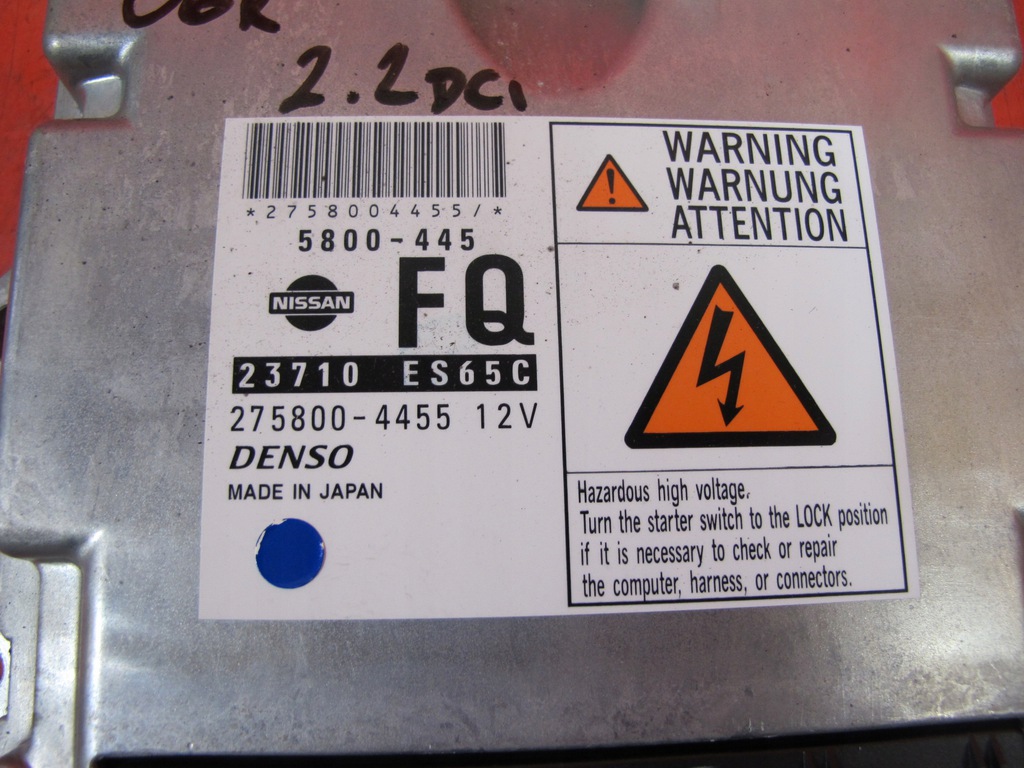 2.2DCi
*2758004455/*
5800-445
NISSAN
FQ
23710 ES65C
275800-4455 12V
DENSO
MADE IN JAPAN
WARNING
WARNUNG
ATTENTION
Hazardous high voltage.
Turn the starter switch to the LOCK position
if it is necessary to check or repair
the computer, harness, or connectors.